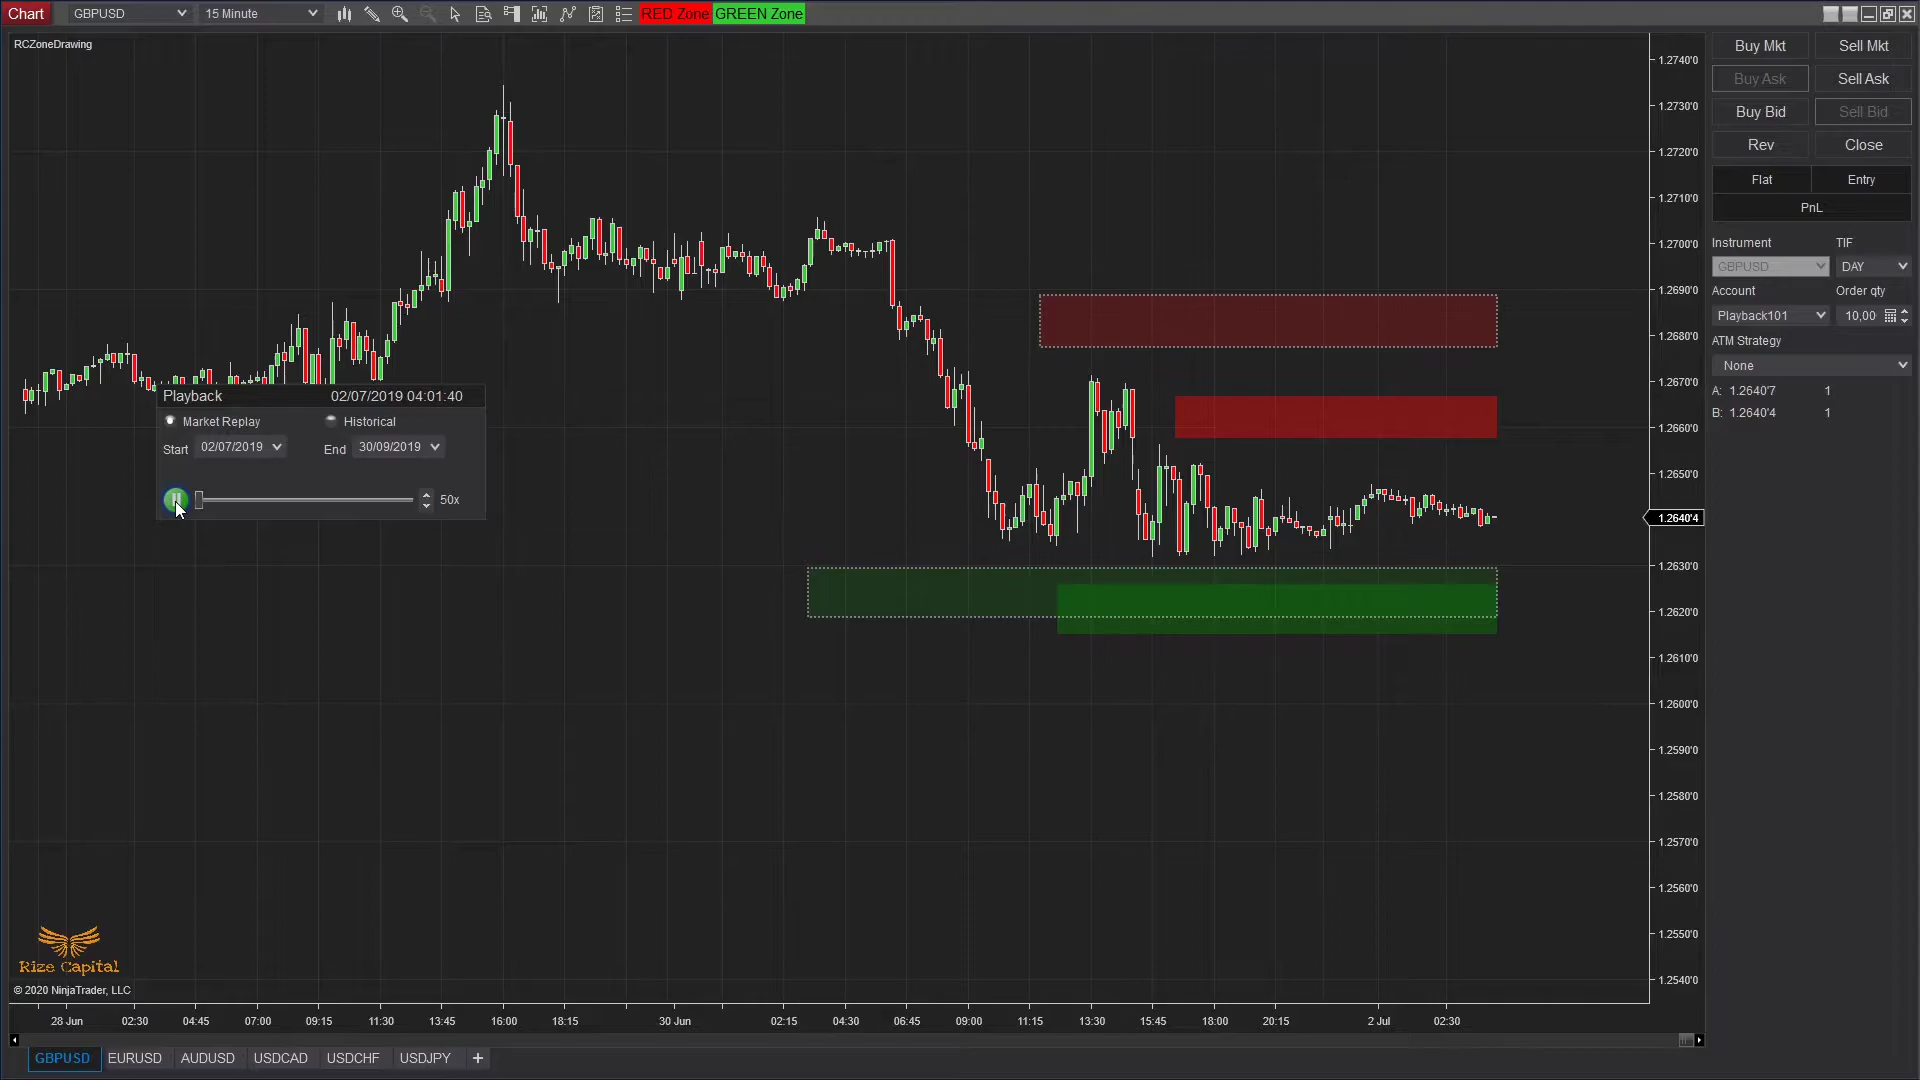 Chart GBPUSD 15 Minute RED Zone GREEN Zone
RCZoneDrawing
Buy Mkt Sell Mkt
Buy Ask Sell Ask
Buy Bid Sell Bid
Rev Close
Flat Entry
PnL
Instrument TIF
GBPUSD DAY
Account Order qty
Playback101 10,00
ATM Strategy
None
A: 1.2640'7 1
B: 1.2640'4 1
1.2740'0
1.2730'0
1.2720'0
1.2710'0
1.2700'0
1.2690'0
1.2680'0
1.2670'0
1.2660'0
1.2650'0
1.2640'4
1.2630'0
1.2620'0
1.2610'0
1.2600'0
1.2590'0
1.2580'0
1.2570'0
1.2560'0
1.2550'0
1.2540'0
Playback 02/07/2019 04:01:40
Market Replay Historical
Start 02/07/2019 End 30/09/2019
50x
Rize Capital
© 2020 NinjaTrader, LLC
28 Jun 02:30 04:45 07:00 09:15 11:30 13:45 16:00 18:15 30 Jun 02:15 04:30 06:45 09:00 11:15 13:30 15:45 18:00 20:15 2 Jul 02:30
GBPUSD EURUSD AUDUSD USDCAD USDCHF USDJPY +